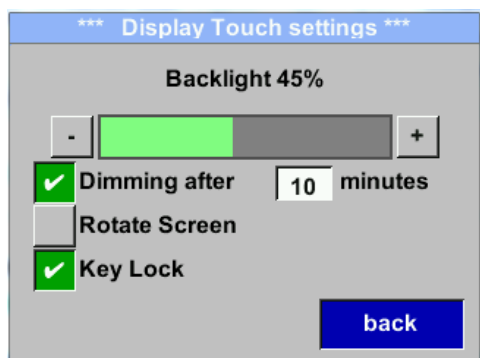 *** Display Touch settings ***
Backlight 45%
- +
Dimming after 10 minutes
Rotate Screen
Key Lock
back